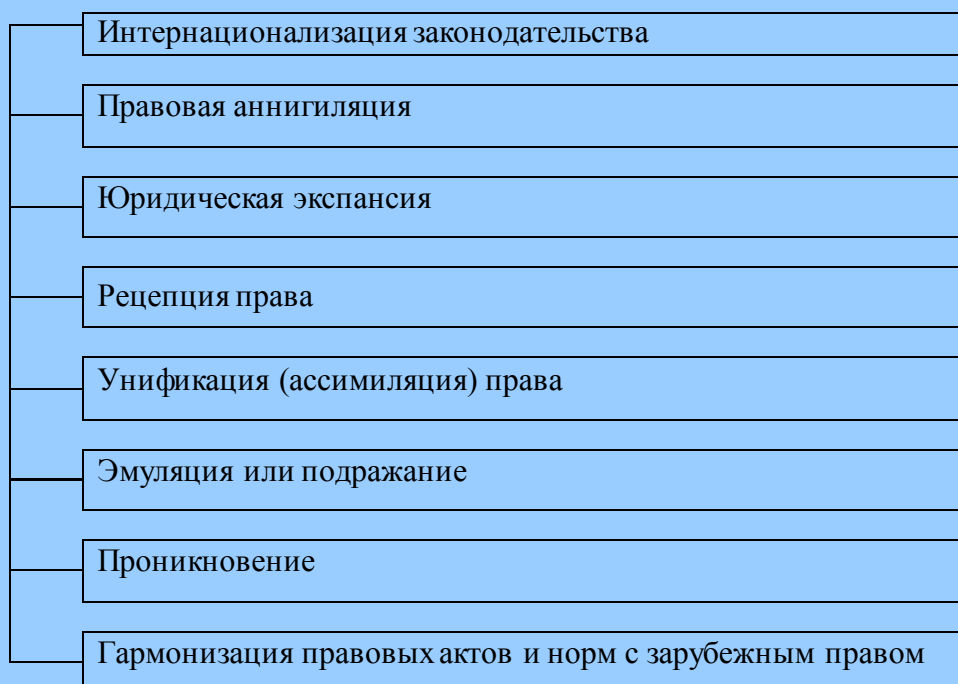 Интернационализация законодательства
Правовая аннигиляция
Юридическая экспансия
Рецепция права
Унификация (ассимиляция) права
Эмуляция или подражание
Проникновение
Гармонизация правовых актов и норм с зарубежным правом